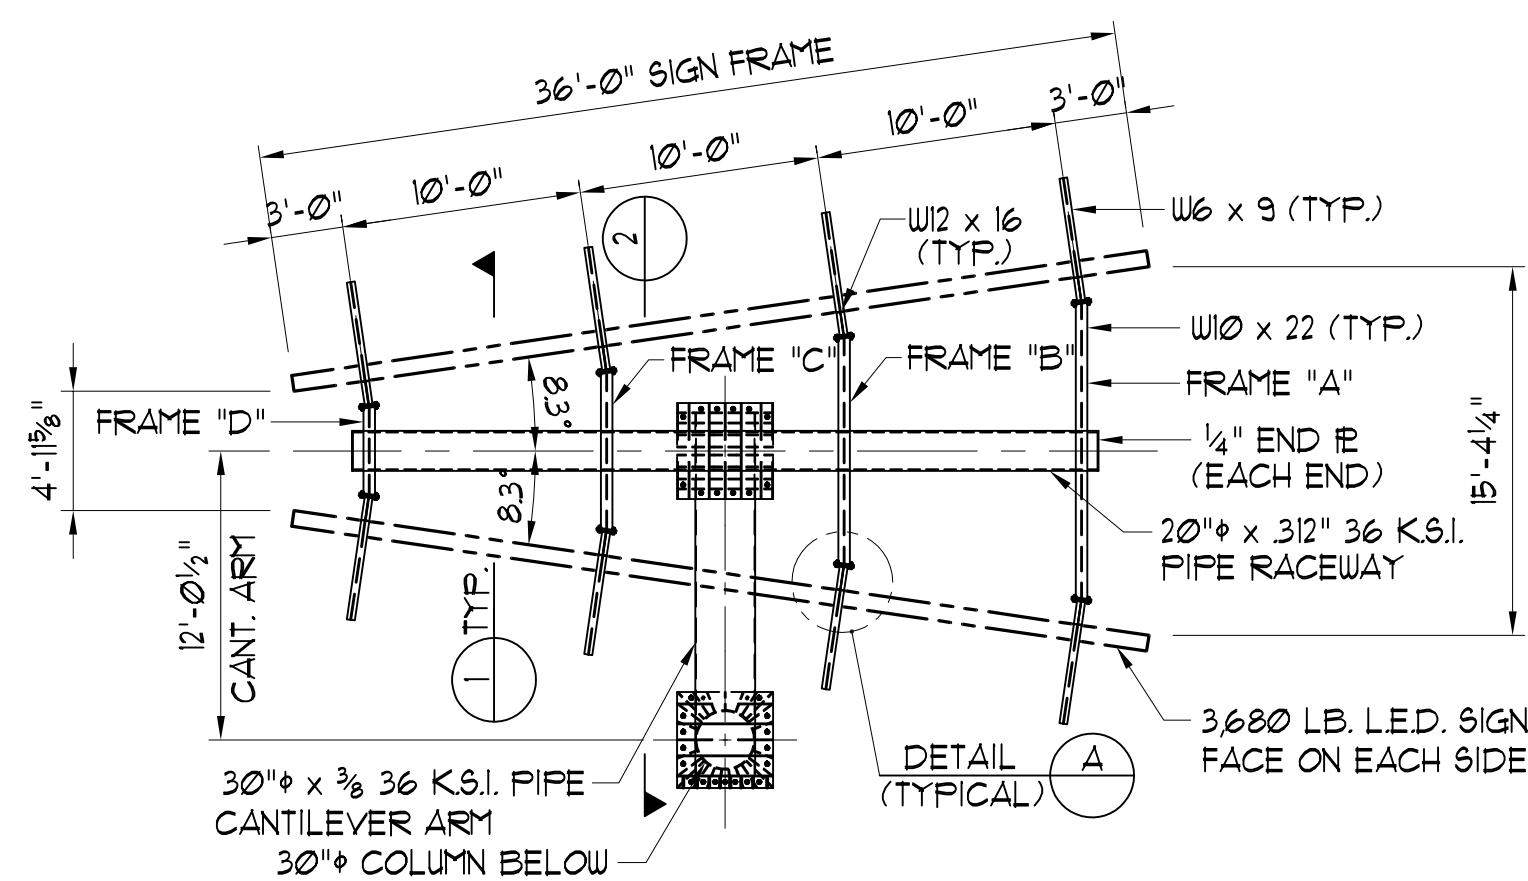 36'-0" SIGN FRAME
3'-0"
10'-0"
10'-0"
10'-0"
3'-0"
2
W12 x 16
(TYP.)
W6 x 9 (TYP.)
W10 x 22 (TYP.)
FRAME "C"
FRAME "B"
FRAME "A"
FRAME "D"
8.3°
8.3°
4'-11⅝"
15'-4¼"
¼" END ℄
(EACH END)
20"ϕ x .312" 36 K.S.I.
PIPE RACEWAY
12'-0½"
CANT. ARM
TYP.
1
3,680 LB. L.E.D. SIGN
FACE ON EACH SIDE
DETAIL
(TYPICAL)
A
30"ϕ x ⅜ 36 K.S.I. PIPE
CANTILEVER ARM
30"ϕ COLUMN BELOW